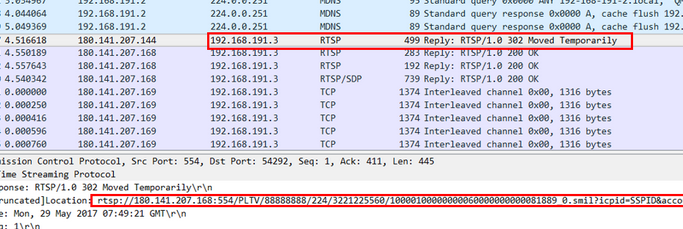 192.168.191.2 224.0.0.251 MDNS 95 Standard query 0x0000 ANY 192-168-191-2.local,
4.044064 192.168.191.2 224.0.0.251 MDNS 89 Standard query response 0x0000 A, cache flush 192.
5.049369 192.168.191.2 224.0.0.251 MDNS 89 Standard query response 0x0000 A, cache flush 192.
7 4.516618 180.141.207.144 192.168.191.3 RTSP 499 Reply: RTSP/1.0 302 Moved Temporarily
4.550189 180.141.207.168 192.168.191.3 RTSP 283 Reply: RTSP/1.0 200 OK
2 4.557643 180.141.207.168 192.168.191.3 RTSP 192 Reply: RTSP/1.0 200 OK
0 4.540342 180.141.207.168 192.168.191.3 RTSP/SDP 739 Reply: RTSP/1.0 200 OK
1 0.000000 180.141.207.169 192.168.191.3 TCP 1374 Interleaved channel 0x00, 1316 bytes
2 0.000250 180.141.207.169 192.168.191.3 TCP 1374 Interleaved channel 0x00, 1316 bytes
3 0.000416 180.141.207.169 192.168.191.3 TCP 1374 Interleaved channel 0x00, 1316 bytes
4 0.000596 180.141.207.169 192.168.191.3 TCP 1374 Interleaved channel 0x00, 1316 bytes
5 0.000760 180.141.207.169 192.168.191.3 TCP 1374 Interleaved channel 0x00, 1316 bytes
mission Control Protocol, Src Port: 554, Dst Port: 54292, Seq: 1, Ack: 411, Len: 445
Time Streaming Protocol
ponse: RTSP/1.0 302 Moved Temporarily\r\n
truncated]Location: rtsp://180.141.207.168:554/PLTV/88888888/224/3221225560/10000100000000060000000000081889_0.smil?icpid=SSPID&acco
e: Mon, 29 May 2017 07:49:21 GMT\r\n
q: 1\r\n